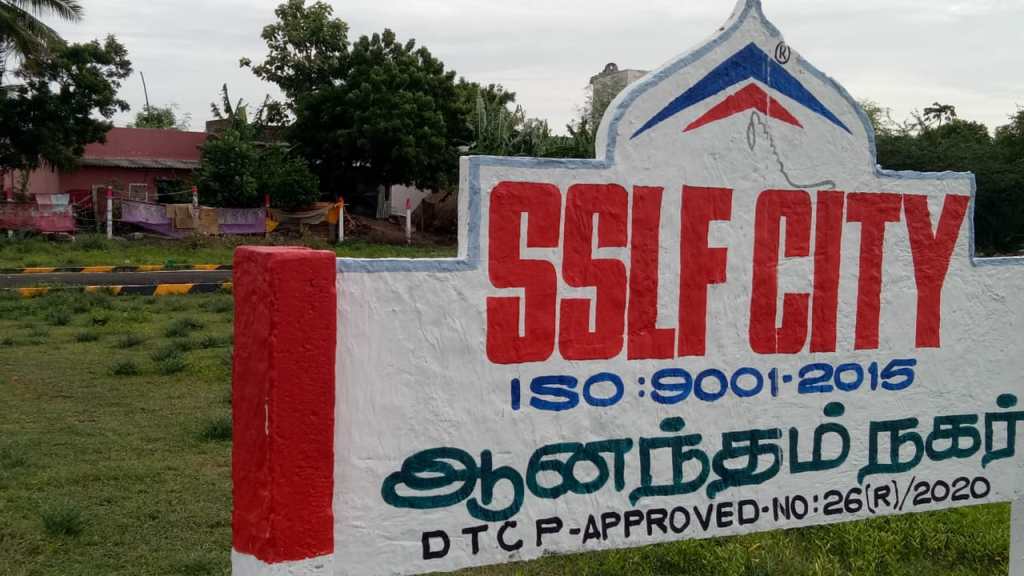 ®
SSLF CITY
ISO:9001-2015
ஆனந்தம் நகர்
DTCP-APPROVED-NO:26(R)/2020